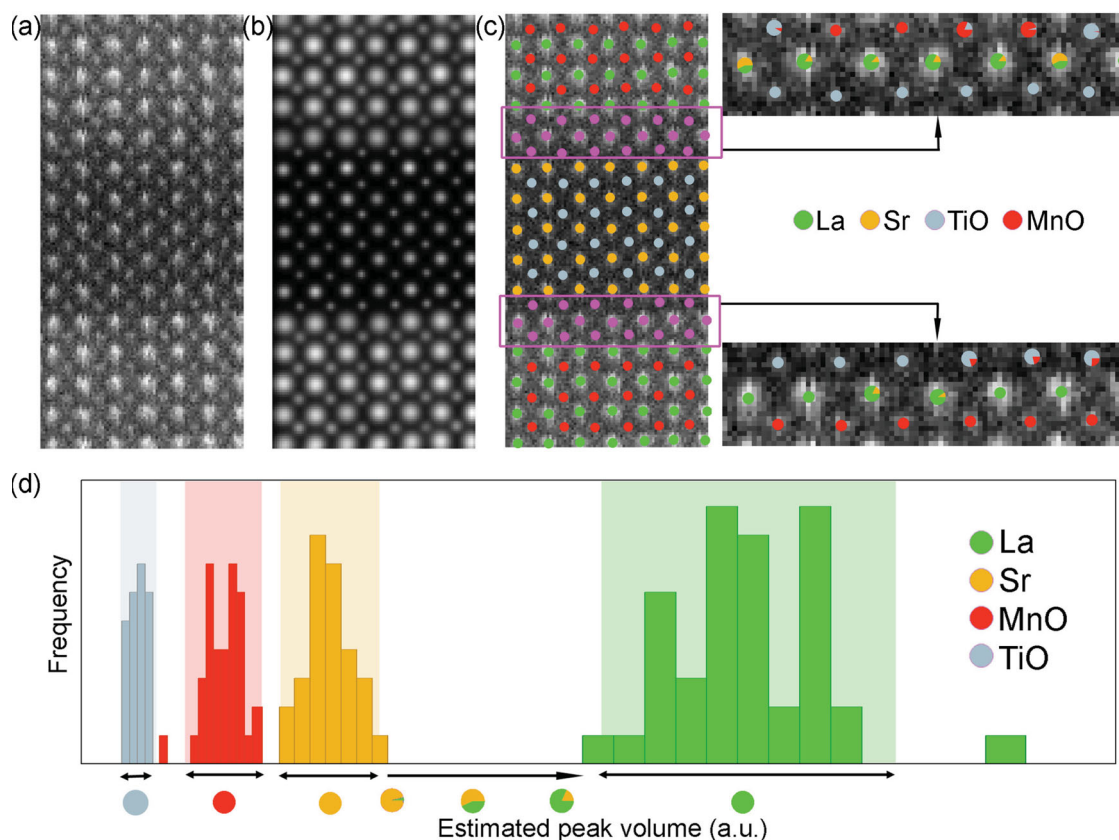 (a)
(b)
(c)
La
Sr
TiO
MnO
(d)
Frequency
La
Sr
MnO
TiO
Estimated peak volume (a.u.)